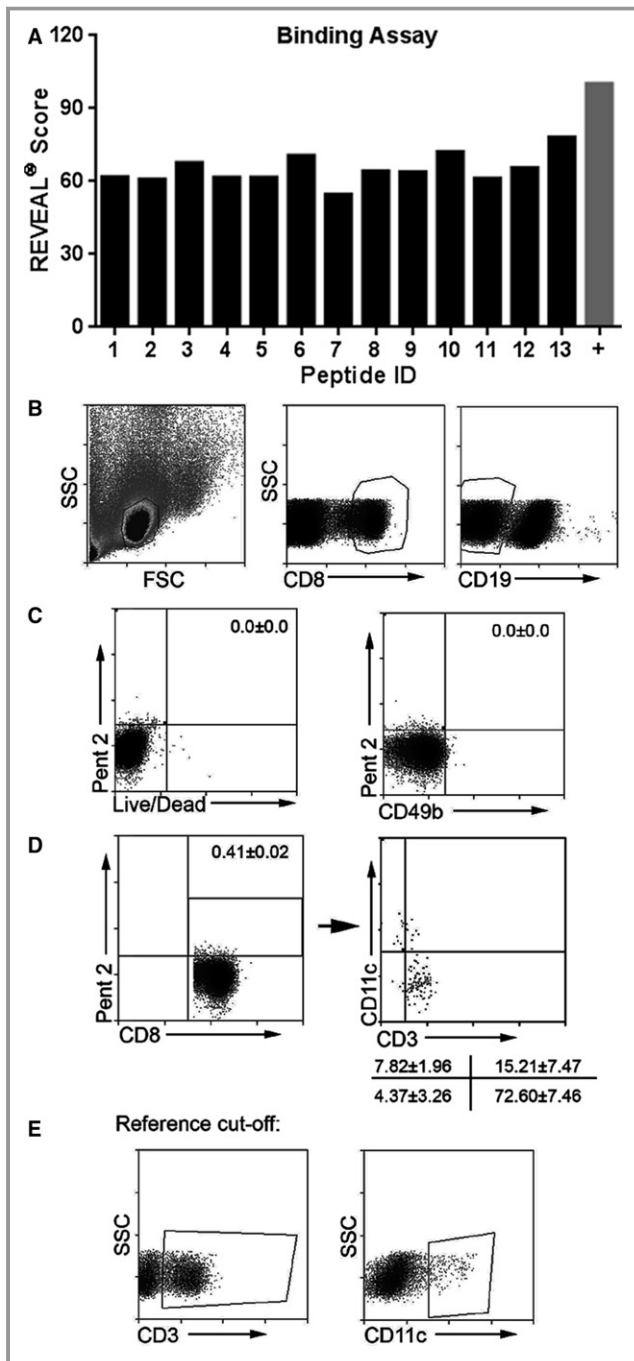 A
Binding Assay
REVEAL® Score
120
90
60
30
0
1 2 3 4 5 6 7 8 9 10 11 12 13 +
Peptide ID
B
SSC
FSC
SSC
CD8
CD19
C
0.0±0.0
Pent 2
Live/Dead
0.0±0.0
Pent 2
CD49b
D
0.41±0.02
Pent 2
CD8
CD11c
CD3
7.82±1.96 15.21±7.47
4.37±3.26 72.60±7.46
E
Reference cut-off:
SSC
CD3
SSC
CD11c